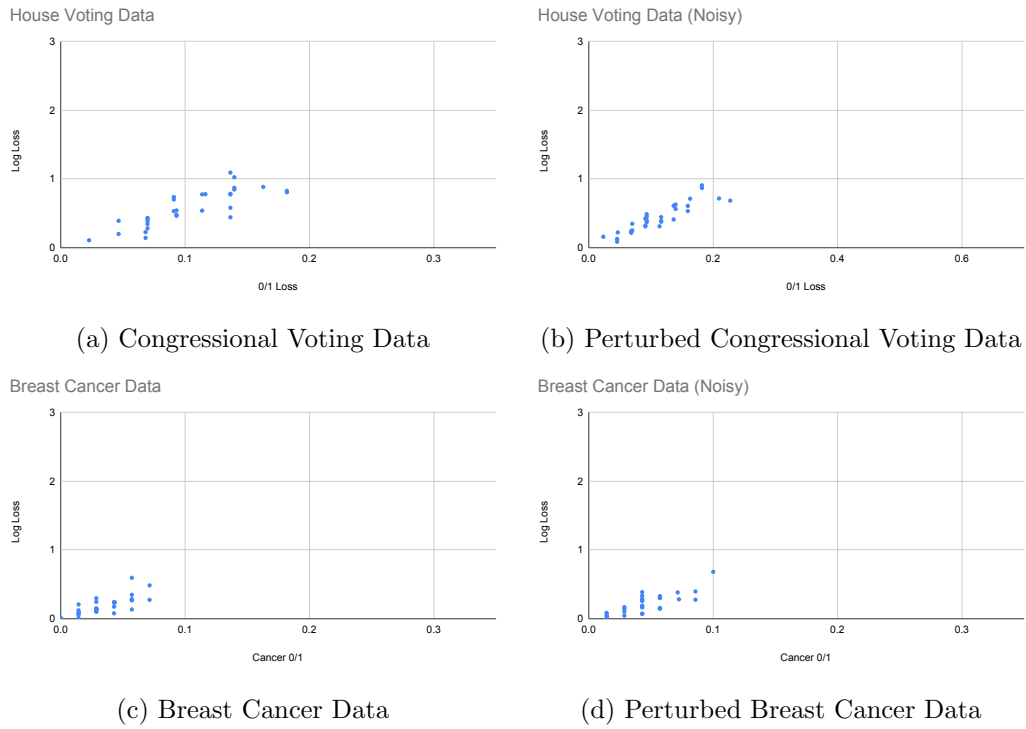 House Voting Data
3
2
1
0
Log Loss
0.0 0.1 0.2 0.3
0/1 Loss
(a) Congressional Voting Data
House Voting Data (Noisy)
3
2
1
0
Log Loss
0.0 0.2 0.4 0.6
0/1 Loss
(b) Perturbed Congressional Voting Data
Breast Cancer Data
3
2
1
0
Log Loss
0.0 0.1 0.2 0.3
Cancer 0/1
(c) Breast Cancer Data
Breast Cancer Data (Noisy)
3
2
1
0
Log Loss
0.0 0.1 0.2 0.3
Cancer 0/1
(d) Perturbed Breast Cancer Data